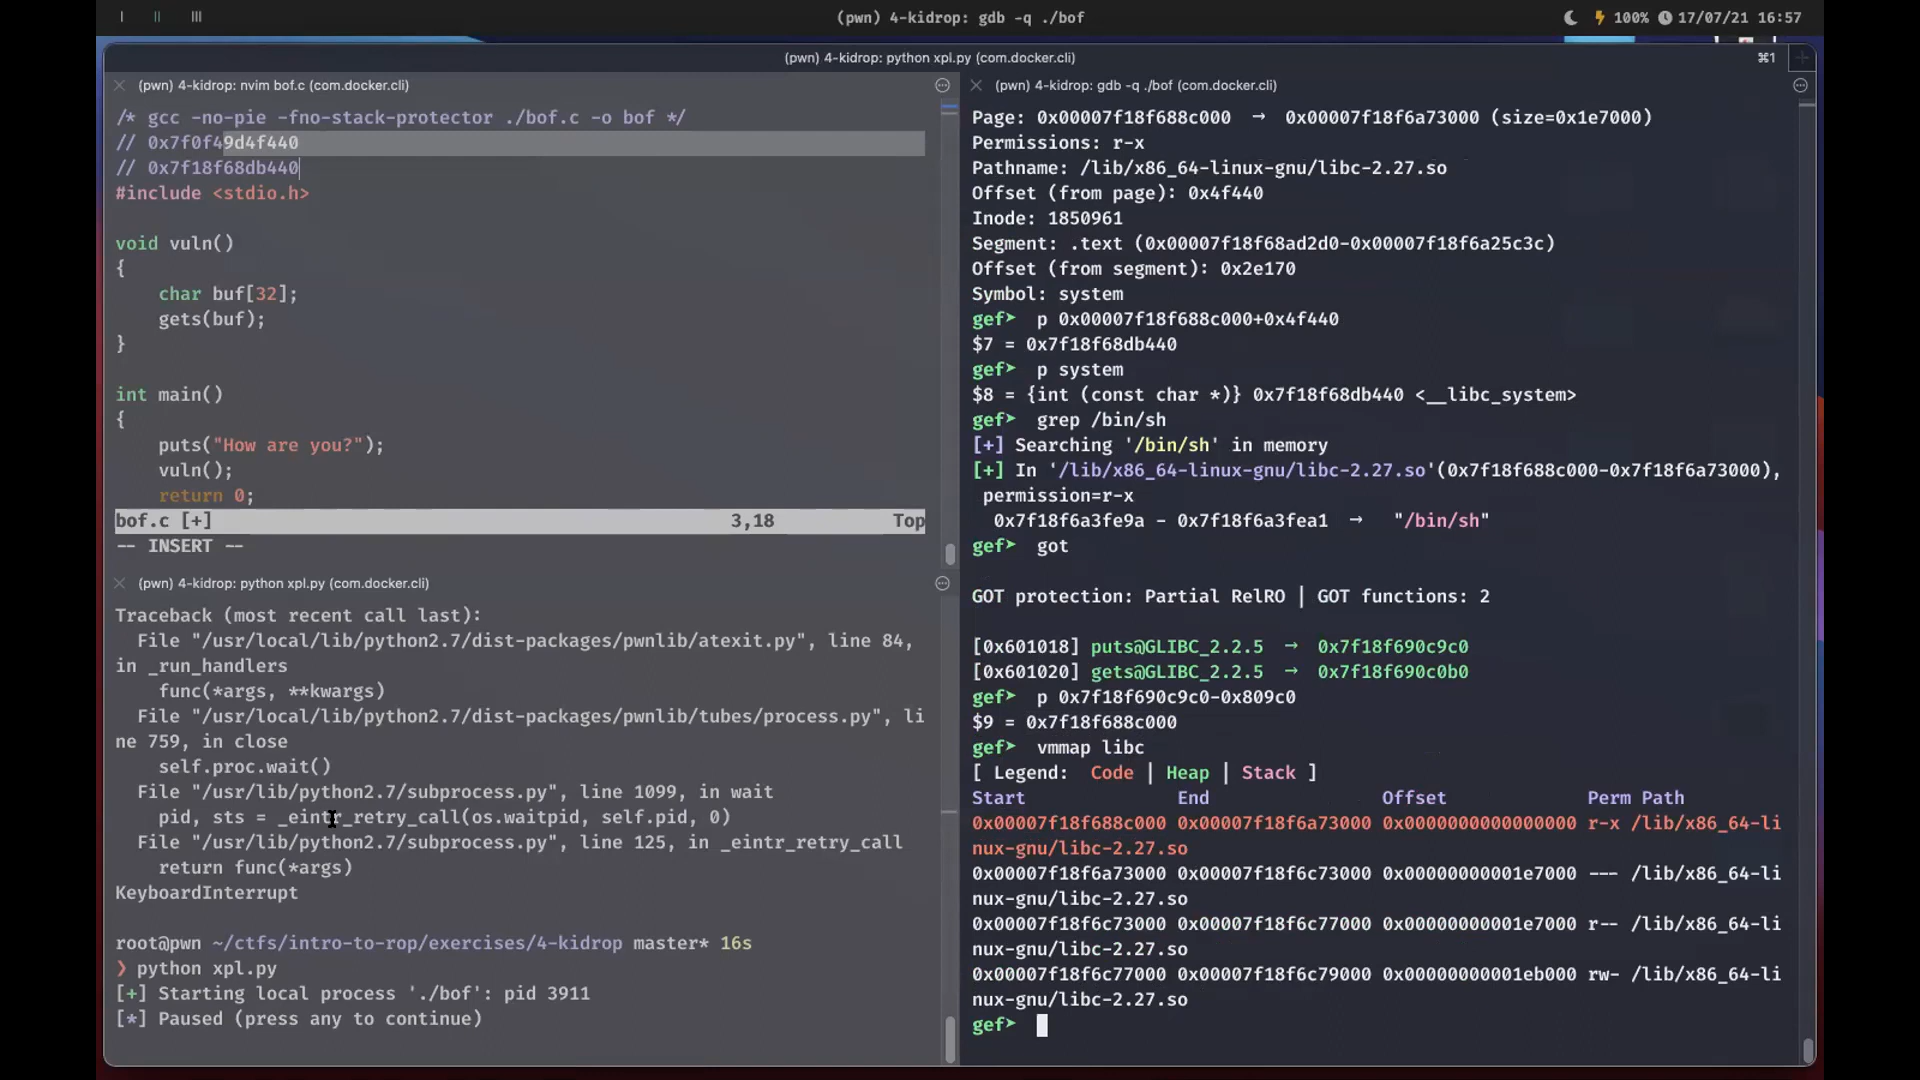 (pwn) 4-kidrop: gdb -q ./bof
100% 17/07/21 16:57
(pwn) 4-kidrop: python xpl.py (com.docker.cli)
⌘1
(pwn) 4-kidrop: nvim bof.c (com.docker.cli)
/* gcc -no-pie -fno-stack-protector ./bof.c -o bof */
// 0x7f0f49d4f440
// 0x7f18f68db440
#include <stdio.h>
void vuln()
{
char buf[32];
gets(buf);
}
int main()
{
puts("How are you?");
vuln();
return 0;
bof.c [+] 3,18 Top
-- INSERT --
(pwn) 4-kidrop: python xpl.py (com.docker.cli)
Traceback (most recent call last):
File "/usr/local/lib/python2.7/dist-packages/pwnlib/atexit.py", line 84,
in _run_handlers
func(*args, **kwargs)
File "/usr/local/lib/python2.7/dist-packages/pwnlib/tubes/process.py", li
ne 759, in close
self.proc.wait()
File "/usr/lib/python2.7/subprocess.py", line 1099, in wait
pid, sts = _eintr_retry_call(os.waitpid, self.pid, 0)
File "/usr/lib/python2.7/subprocess.py", line 125, in _eintr_retry_call
return func(*args)
KeyboardInterrupt
root@pwn ~/ctfs/intro-to-rop/exercises/4-kidrop master* 16s
❯ python xpl.py
[+] Starting local process './bof': pid 3911
[*] Paused (press any to continue)
(pwn) 4-kidrop: gdb -q ./bof (com.docker.cli)
Page: 0x00007f18f688c000 → 0x00007f18f6a73000 (size=0x1e7000)
Permissions: r-x
Pathname: /lib/x86_64-linux-gnu/libc-2.27.so
Offset (from page): 0x4f440
Inode: 1850961
Segment: .text (0x00007f18f68ad2d0-0x00007f18f6a25c3c)
Offset (from segment): 0x2e170
Symbol: system
gef➤ p 0x00007f18f688c000+0x4f440
$7 = 0x7f18f68db440
gef➤ p system
$8 = {int (const char *)} 0x7f18f68db440 <__libc_system>
gef➤ grep /bin/sh
[+] Searching '/bin/sh' in memory
[+] In '/lib/x86_64-linux-gnu/libc-2.27.so'(0x7f18f688c000-0x7f18f6a73000),
permission=r-x
0x7f18f6a3fe9a - 0x7f18f6a3fea1 → "/bin/sh"
gef➤ got
GOT protection: Partial RelRO | GOT functions: 2
[0x601018] puts@GLIBC_2.2.5 → 0x7f18f690c9c0
[0x601020] gets@GLIBC_2.2.5 → 0x7f18f690c0b0
gef➤ p 0x7f18f690c9c0-0x809c0
$9 = 0x7f18f688c000
gef➤ vmmap libc
[ Legend: Code | Heap | Stack ]
Start End Offset Perm Path
0x00007f18f688c000 0x00007f18f6a73000 0x0000000000000000 r-x /lib/x86_64-li
nux-gnu/libc-2.27.so
0x00007f18f6a73000 0x00007f18f6c73000 0x00000000001e7000 --- /lib/x86_64-li
nux-gnu/libc-2.27.so
0x00007f18f6c73000 0x00007f18f6c77000 0x00000000001e7000 r-- /lib/x86_64-li
nux-gnu/libc-2.27.so
0x00007f18f6c77000 0x00007f18f6c79000 0x00000000001eb000 rw- /lib/x86_64-li
nux-gnu/libc-2.27.so
gef➤